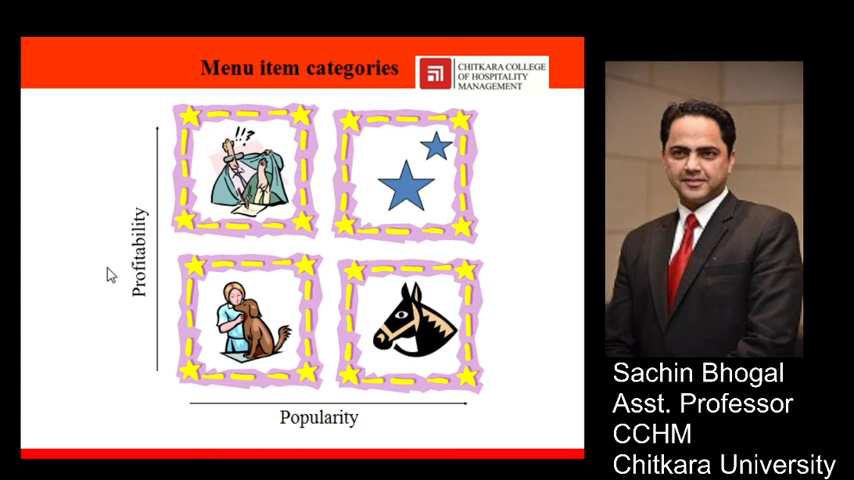 Menu item categories
CHITKARA COLLEGE
OF HOSPITALITY
MANAGEMENT
!!?
Profitability
Popularity
Sachin Bhogal
Asst. Professor
CCHM
Chitkara University